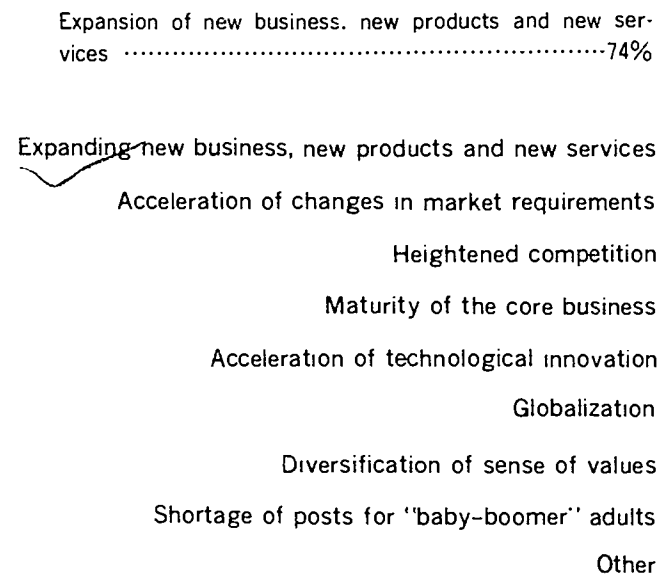 Expansion of new business. new products and new ser-
vices ·······························································74%
Expanding new business, new products and new services
Acceleration of changes in market requirements
Heightened competition
Maturity of the core business
Acceleration of technological innovation
Globalization
Diversification of sense of values
Shortage of posts for "baby-boomer" adults
Other